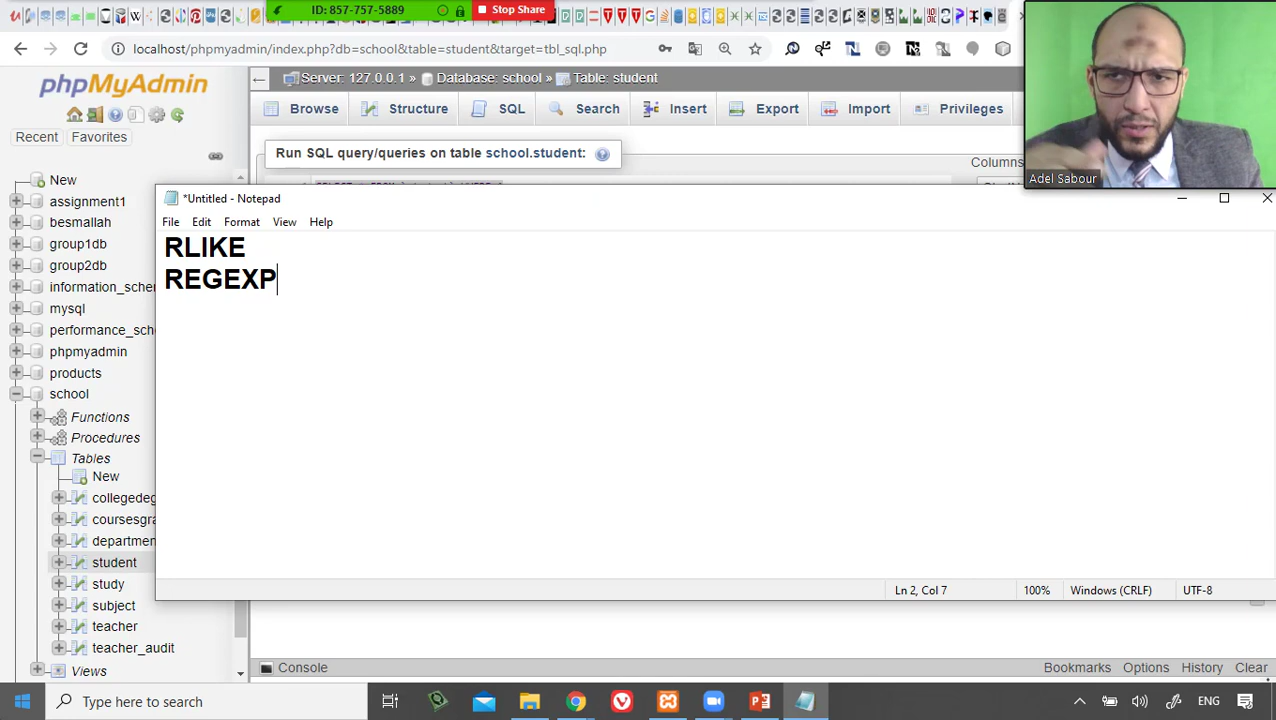 ID: 857-757-5889
Stop Share
localhost/phpmyadmin/index.php?db=school&table=student&target=tbl_sql.php
phpMyAdmin
Recent
Favorites
New
assignment1
besmallah
group1db
group2db
information_scher
mysql
performance_sch
phpmyadmin
products
school
Functions
Procedures
Tables
New
collegedeg
coursesgra
departmen
student
study
subject
teacher
teacher_audit
Views
Server: 127.0.0.1 » Database: school » Table: student
Browse
Structure
SQL
Search
Insert
Export
Import
Privileges
Run SQL query/queries on table school.student:
Columns
Adel Sabour
*Untitled - Notepad
File Edit Format View Help
RLIKE
REGEXP
Ln 2, Col 7
100%
Windows (CRLF)
UTF-8
Console
Bookmarks Options History Clear
Type here to search
ENG